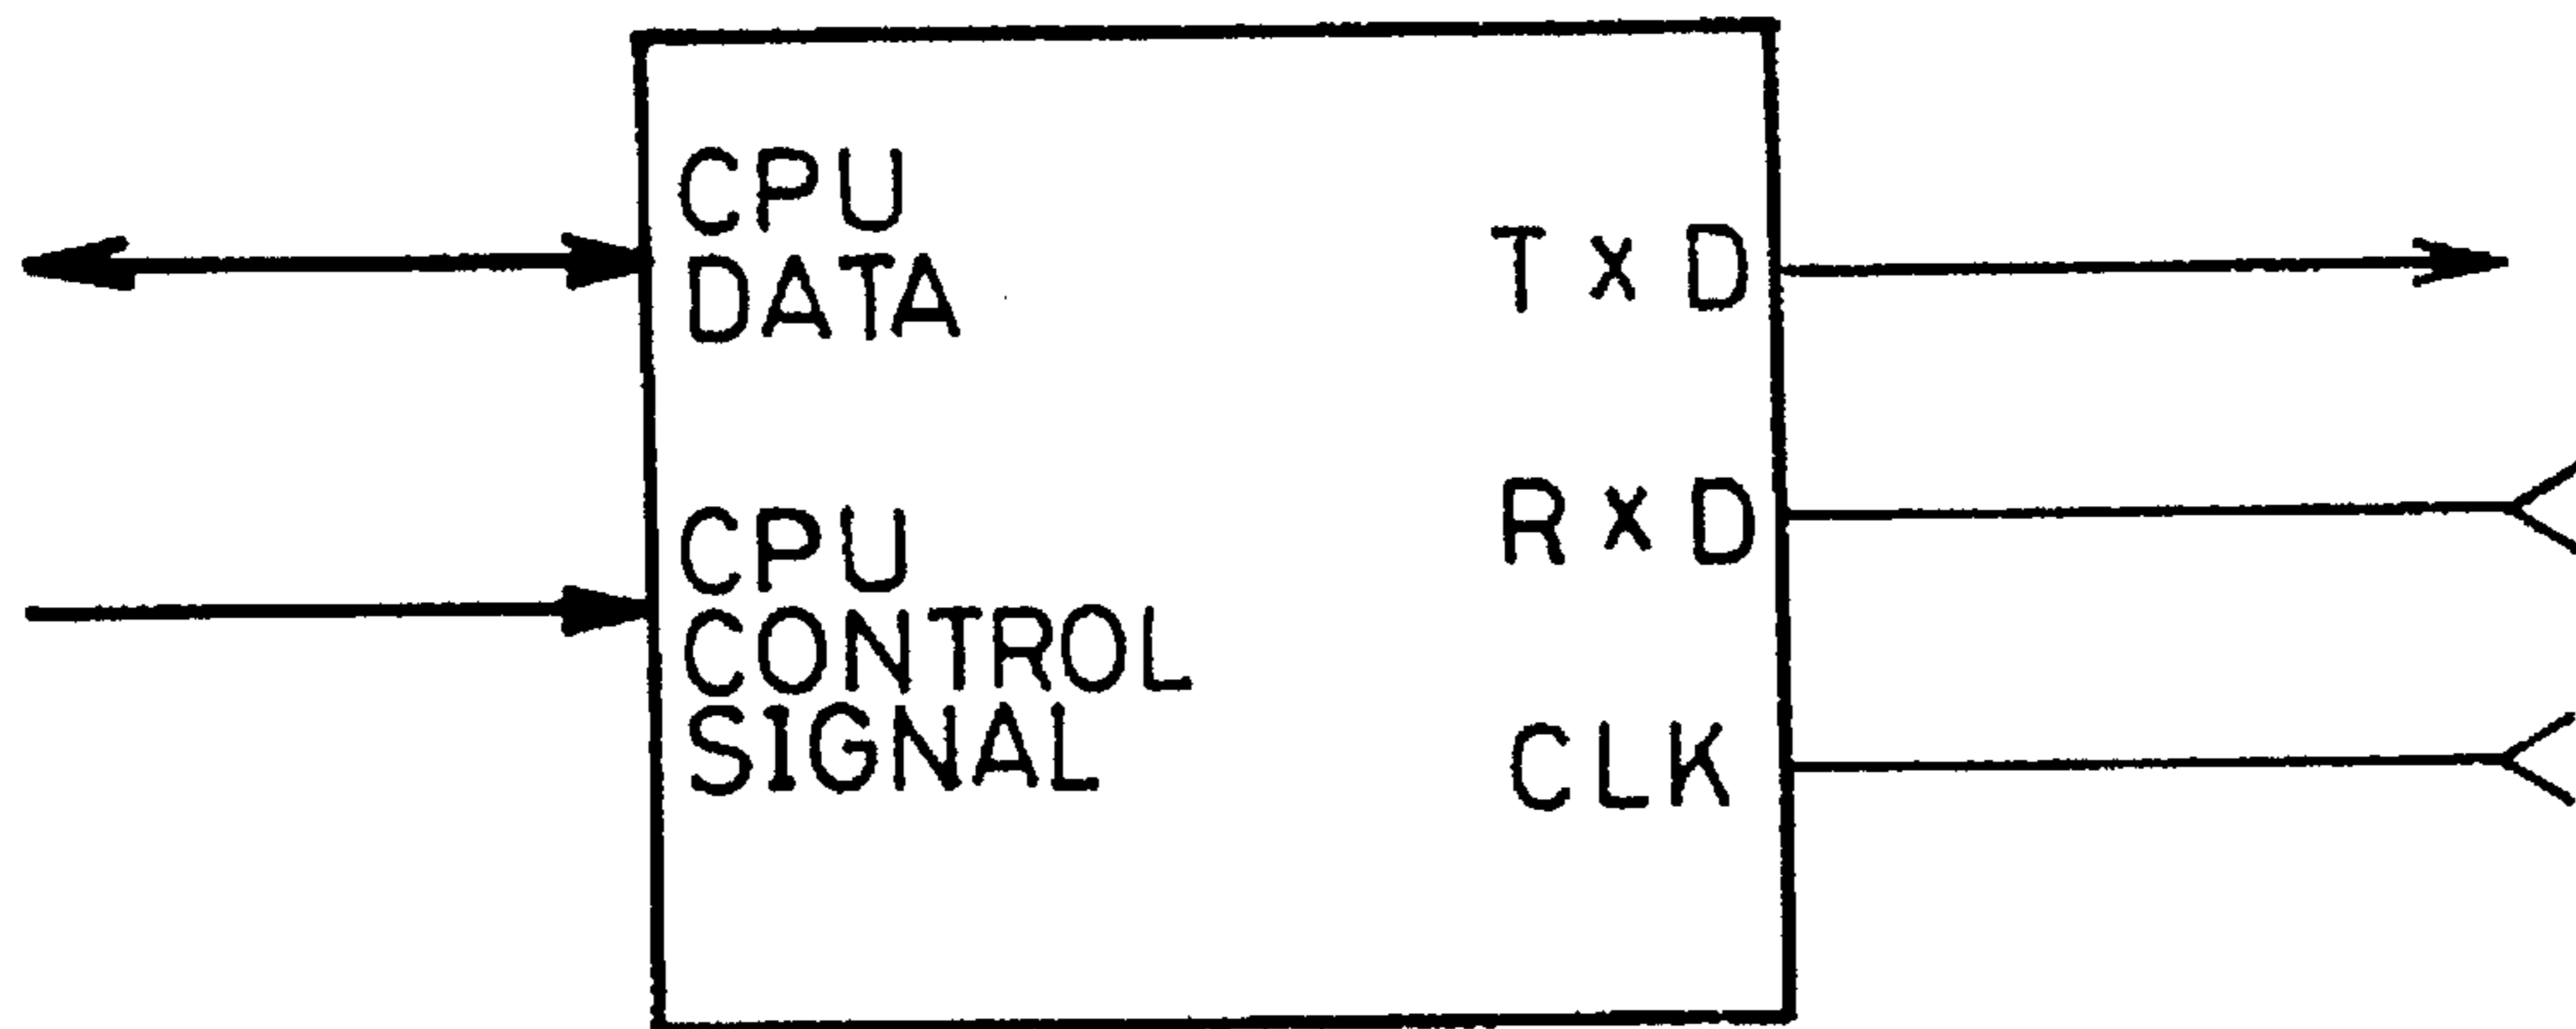 CPU
DATA
CPU
CONTROL
SIGNAL
TxD
RxD
CLK